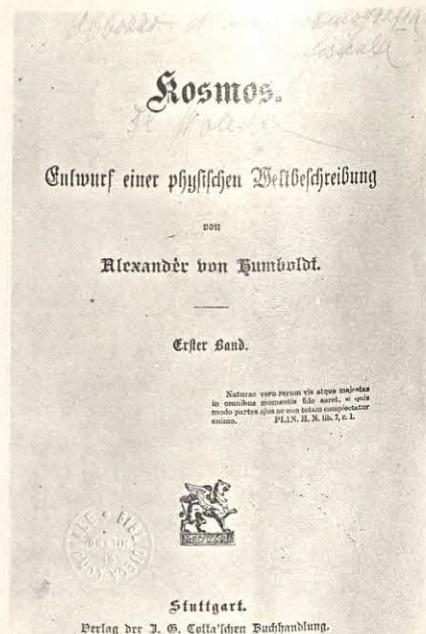 Kosmos.
Entwurf einer physischen Weltbeschreibung
von
Alexander von Humboldt.
Erster Band.
Naturae vero rerum vis atque majestas
in omnibus momentis fide caret, si quis
modo partes ejus ac non totam complectatur
animo. PLIN. H. N. lib. 7, c. 1.
Stuttgart.
Verlag der J. G. Cotta'schen Buchhandlung.